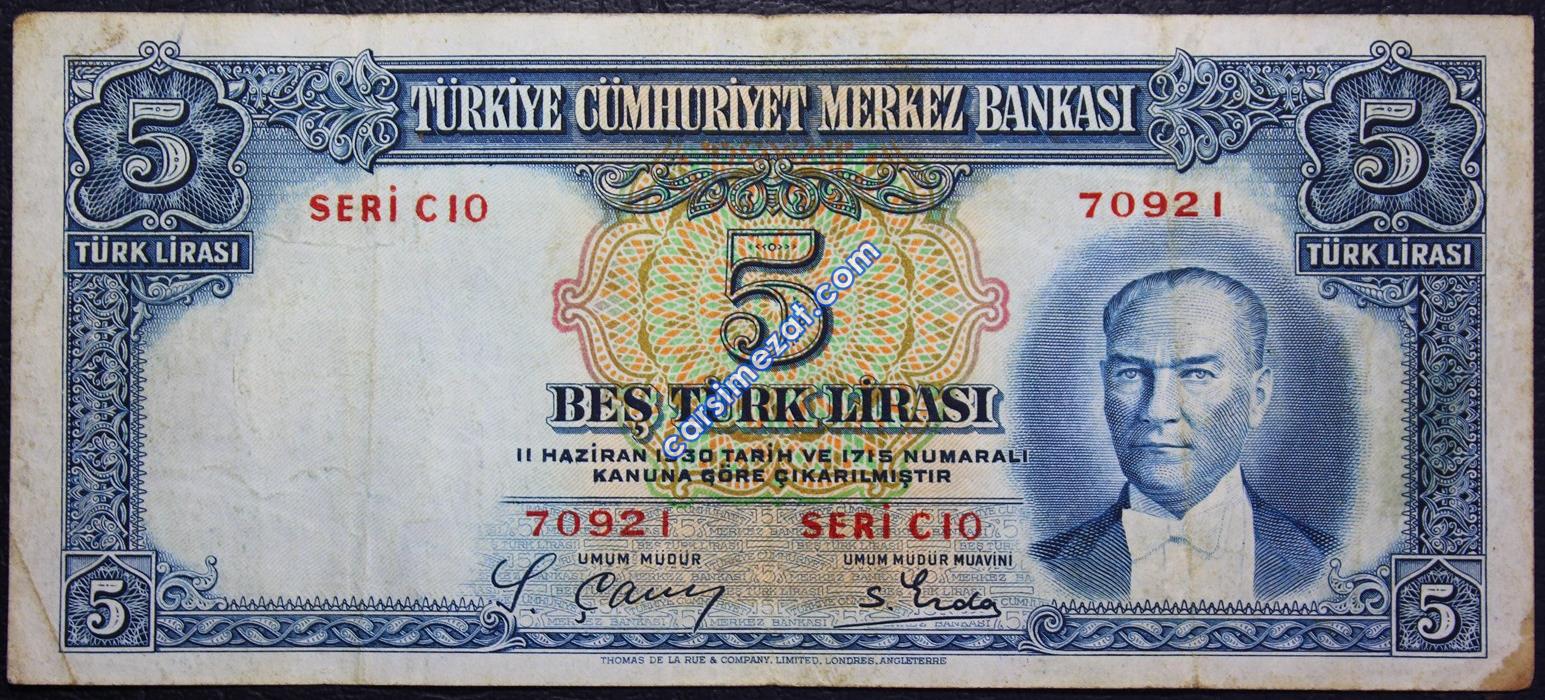 5 TÜRKİYE CÜMHURİYET MERKEZ BANKASI 5
SERİ C10 70921
TÜRK LİRASI 5 TÜRK LİRASI
carsimezat.com
BEŞ TÜRK LİRASI
11 HAZİRAN 1930 TARİH VE 1715 NUMARALI
KANUNA GÖRE ÇIKARILMIŞTIR
70921 SERİ C10
UMUM MÜDÜR UMUM MÜDÜR MUAVİNİ
5 5
THOMAS DE LA RUE & COMPANY, LIMITED, LONDRES, ANGLETERRE